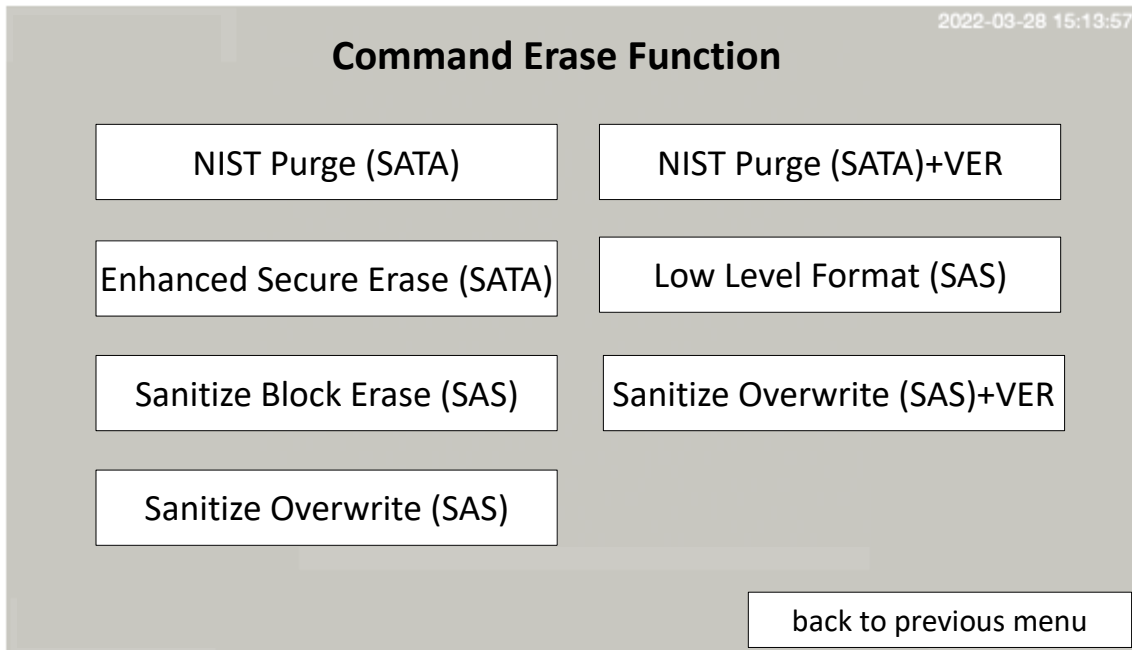 2022-03-28 15:13:57
Command Erase Function
NIST Purge (SATA)
NIST Purge (SATA)+VER
Enhanced Secure Erase (SATA)
Low Level Format (SAS)
Sanitize Block Erase (SAS)
Sanitize Overwrite (SAS)+VER
Sanitize Overwrite (SAS)
back to previous menu